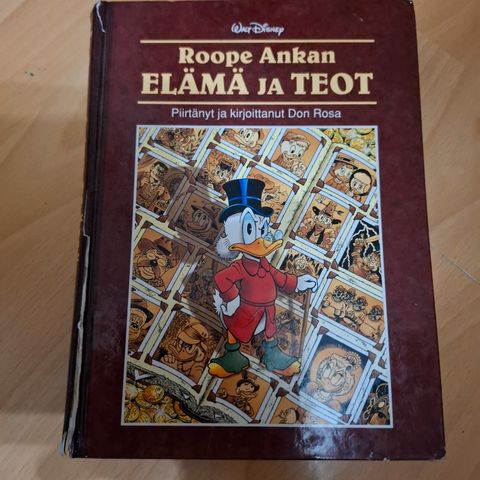 Walt Disney
Roope Ankan
ELÄMÄ JA TEOT
Piirtänyt ja kirjoittanut Don Rosa